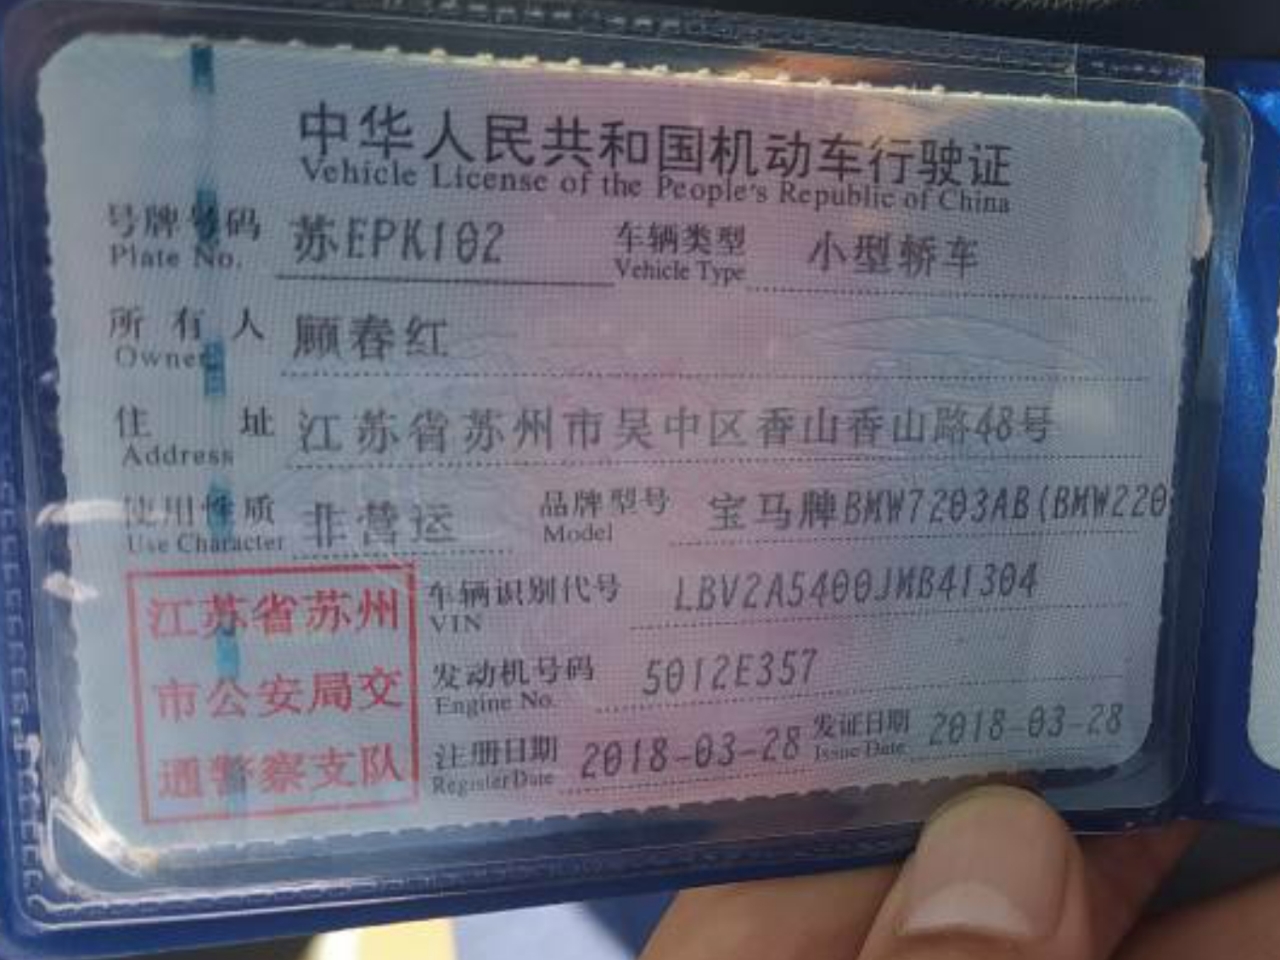 中华人民共和国机动车行驶证
Vehicle License of the People's Republic of China
号牌号码 苏EPK102 车辆类型 小型轿车
Plate No. Vehicle Type
所有人 顾春红
Owner
住址 江苏省苏州市吴中区香山香山路48号
Address
使用性质 非营运 品牌型号 宝马牌BMW7203AB(BMW220
Use Character Model
江苏省苏州
市公安局交
通警察支队
车辆识别代号 LBV2A5400JMB41304
VIN
发动机号码 5012E357
Engine No.
注册日期 2018-03-28 发证日期 2018-03-28
Register Date Issue Date